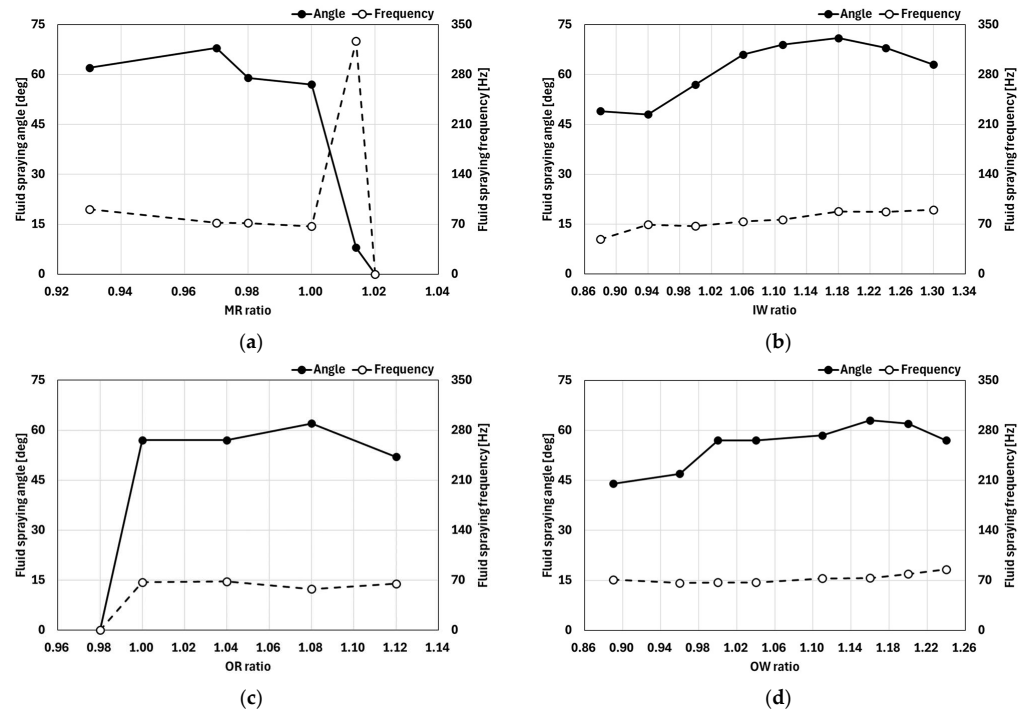 Angle Frequency
75 350
60 280
45 210
30 140
15 70
0 0
Fluid spraying angle [deg]
Fluid spraying frequency [Hz]
0.92 0.94 0.96 0.98 1.00 1.02 1.04
MR ratio
(a)
Angle Frequency
75 350
60 280
45 210
30 140
15 70
0 0
Fluid spraying angle [deg]
Fluid spraying frequency [Hz]
0.86 0.90 0.94 0.98 1.02 1.06 1.10 1.14 1.18 1.22 1.26 1.30 1.34
IW ratio
(b)
Angle Frequency
75 350
60 280
45 210
30 140
15 70
0 0
Fluid spraying angle [deg]
Fluid spraying frequency [Hz]
0.96 0.98 1.00 1.02 1.04 1.06 1.08 1.10 1.12 1.14
OR ratio
(c)
Angle Frequency
75 350
60 280
45 210
30 140
15 70
0 0
Fluid spraying angle [deg]
Fluid spraying frequency [Hz]
0.86 0.90 0.94 0.98 1.02 1.06 1.10 1.14 1.18 1.22 1.26
OW ratio
(d)